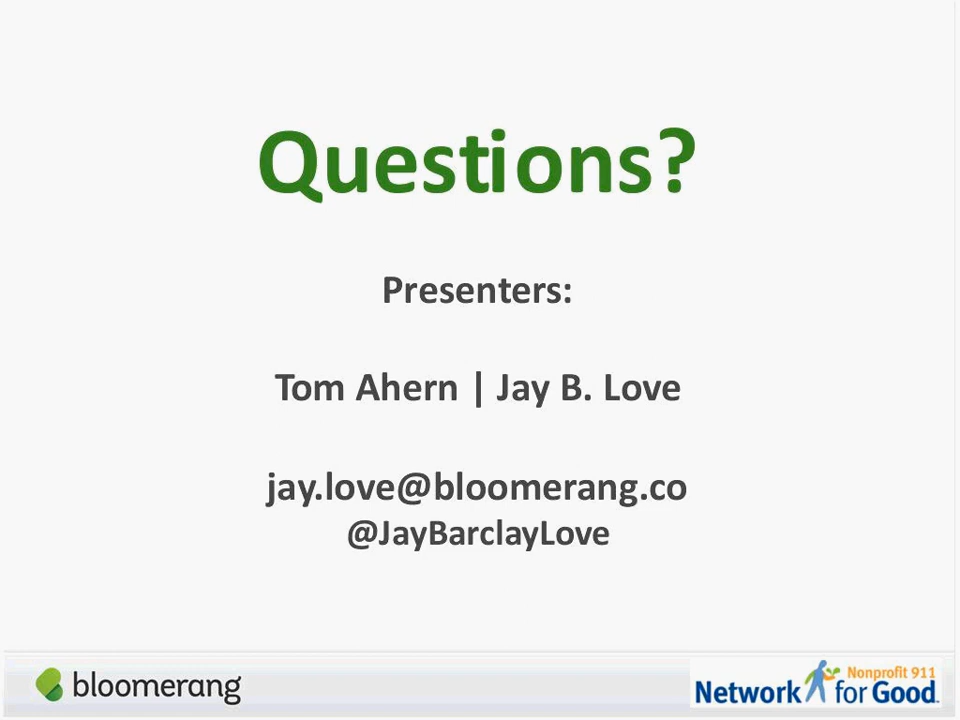 Questions?
Presenters:
Tom Ahern | Jay B. Love
jay.love@bloomerang.co
@JayBarclayLove
bloomerang
Nonprofit 911
Network for Good.